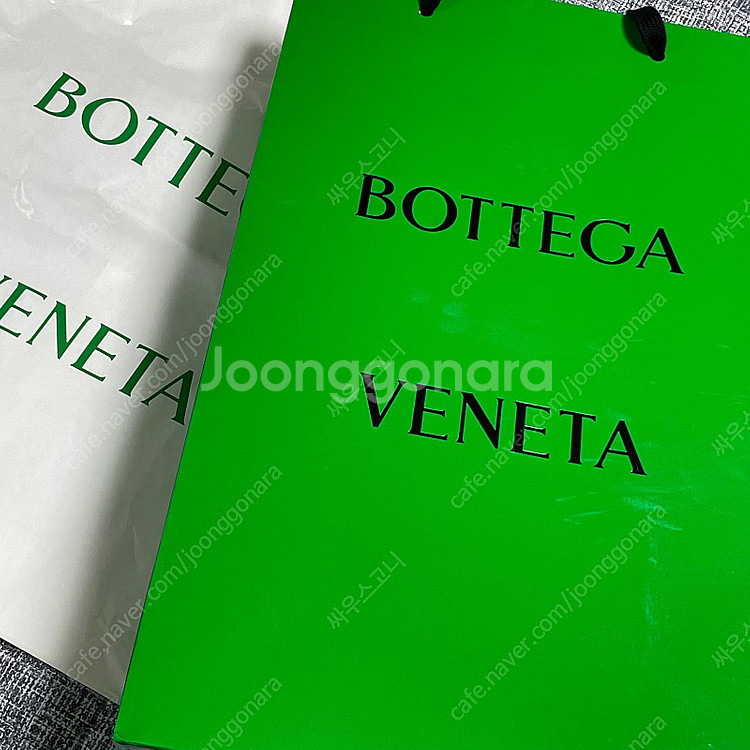 BOTTEGA
VENETA
BOTTE
VENETA
Joonggonara
cafe.naver.com/joonggonara
싸우스고니